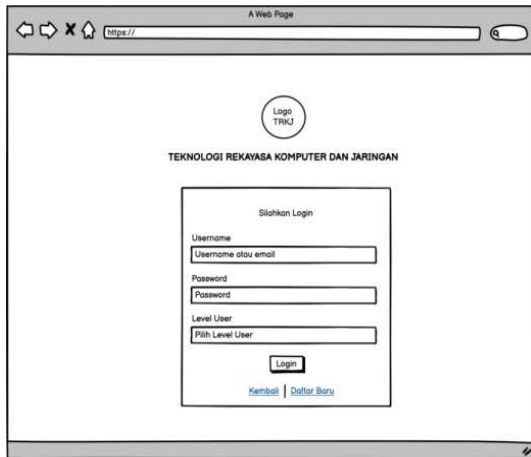 A Web Page
https://
Logo
TRKJ
TEKNOLOGI REKAYASA KOMPUTER DAN JARINGAN
Silahkan Login
Username
Username atau email
Password
Password
Level User
Pilih Level User
Login
Kembali | Daftar Baru